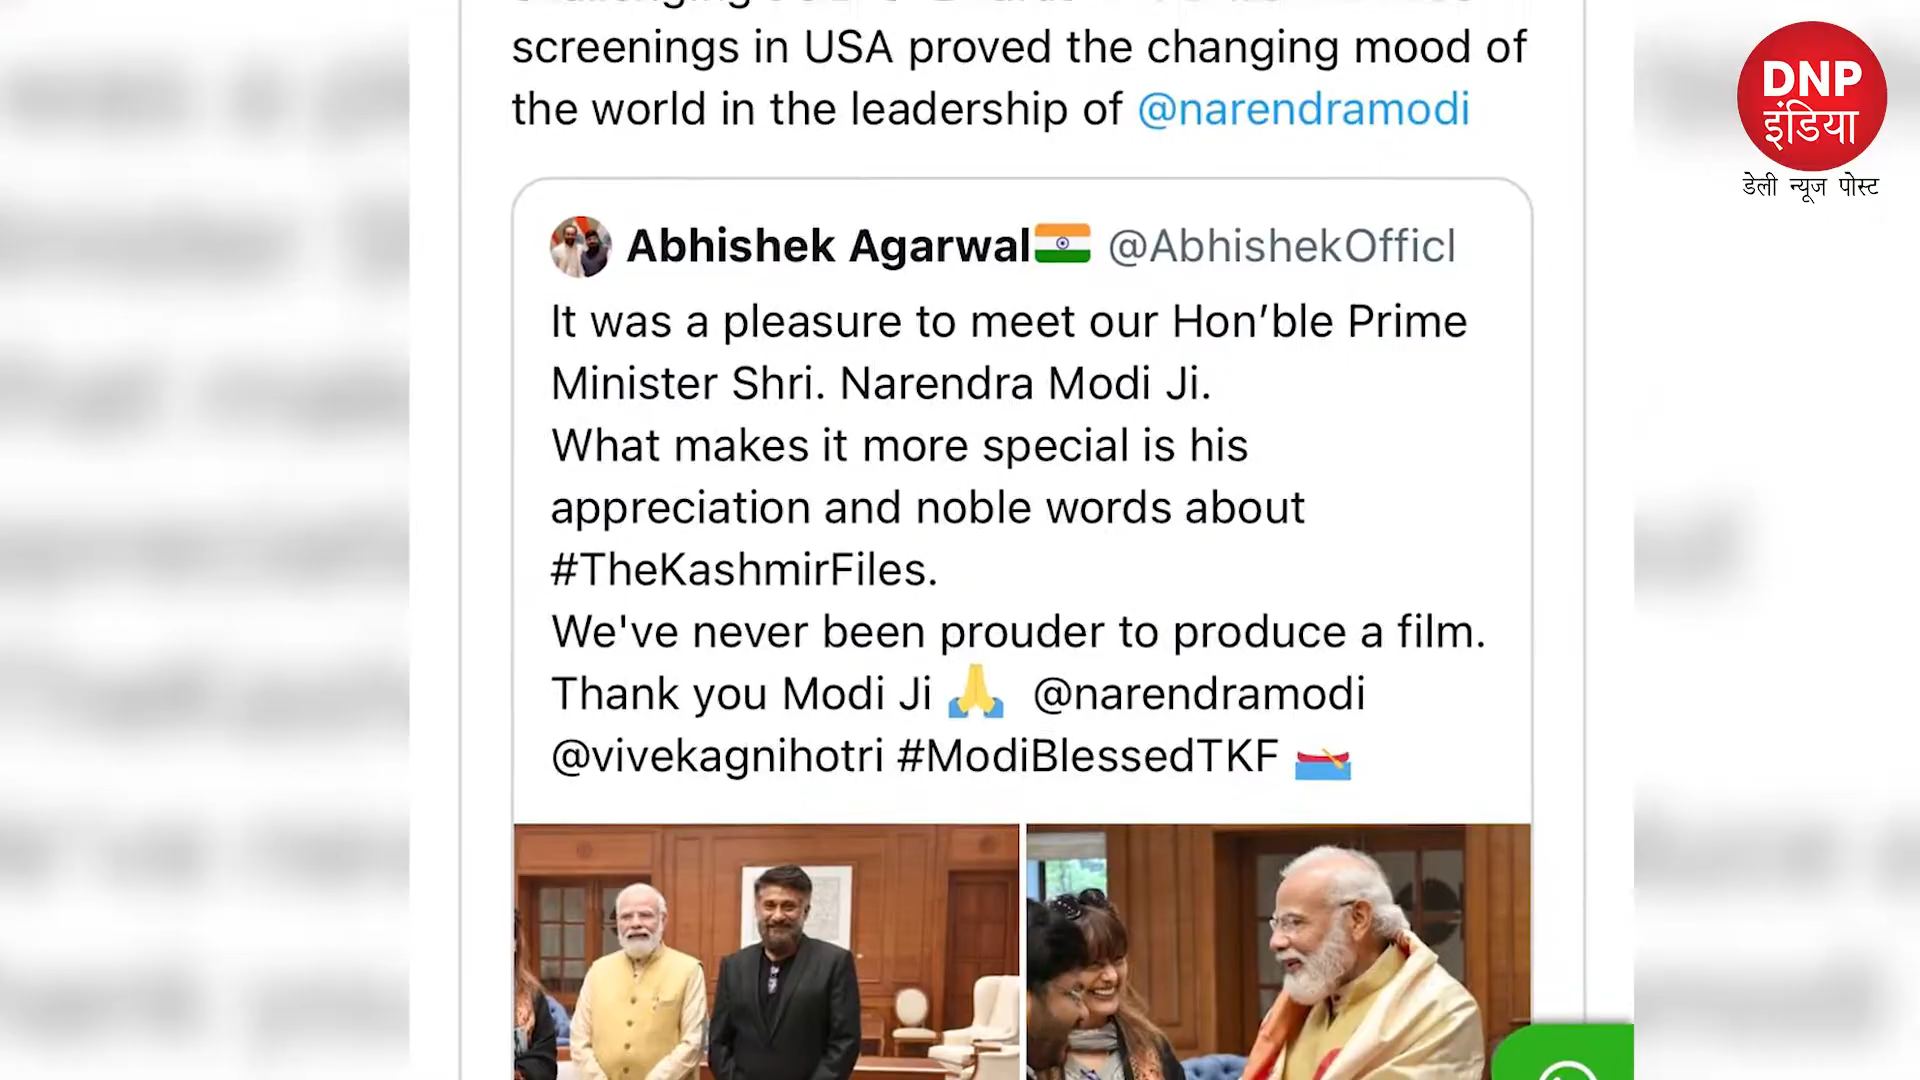 screenings in USA proved the changing mood of
the world in the leadership of @narendramodi
DNP
इंडिया
डेली न्यूज पोस्ट
Abhishek Agarwal🇮🇳 @AbhishekOfficl
It was a pleasure to meet our Hon’ble Prime
Minister Shri. Narendra Modi Ji.
What makes it more special is his
appreciation and noble words about
#TheKashmirFiles.
We've never been prouder to produce a film.
Thank you Modi Ji 🙏 @narendramodi
@vivekagnihotri #ModiBlessedTKF 🛶